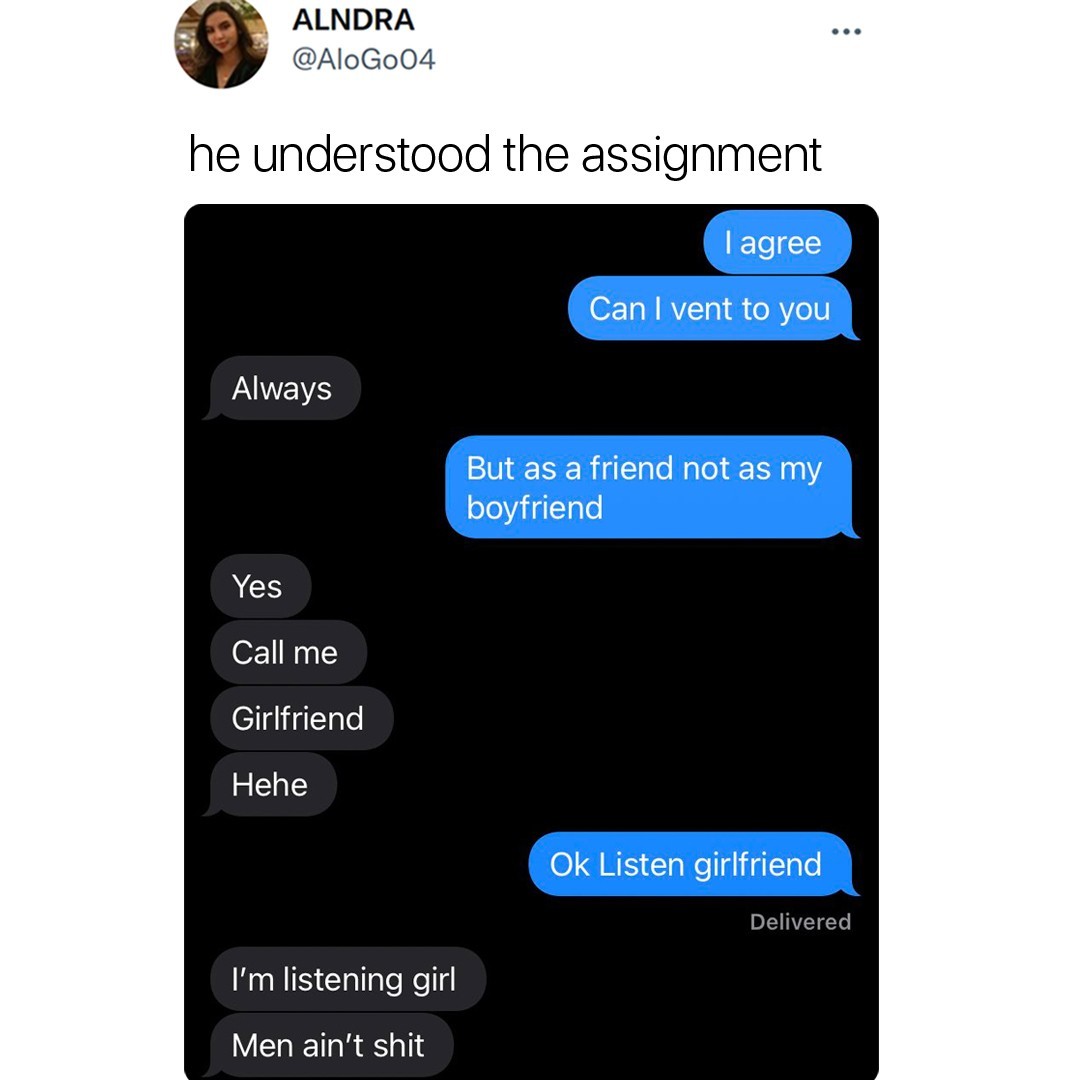 ALNDRA
@AloGo04
he understood the assignment
I agree
Can I vent to you
Always
But as a friend not as my
boyfriend
Yes
Call me
Girlfriend
Hehe
Ok Listen girlfriend
Delivered
I’m listening girl
Men ain’t shit